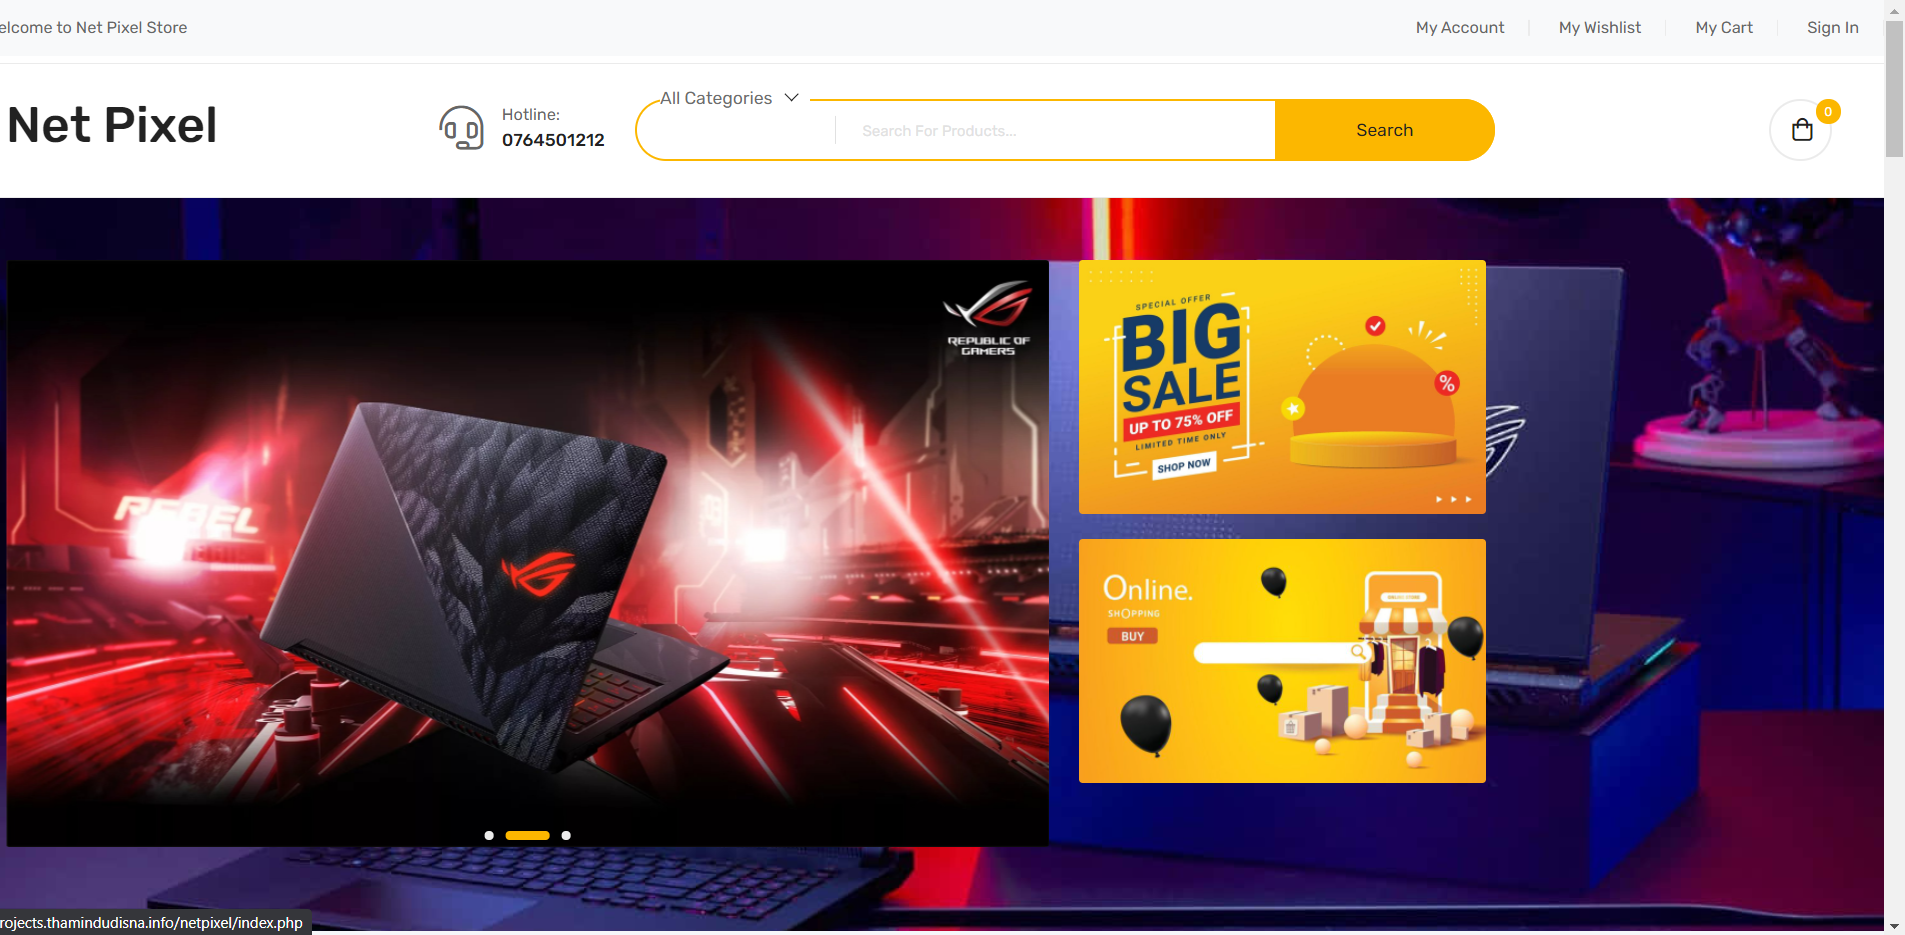 elcome to Net Pixel Store
My Account
My Wishlist
My Cart
Sign In
Net Pixel
Hotline:
0764501212
All Categories
Search For Products...
Search
0
REPUBLIC OF
GAMERS
REBEL
SPECIAL OFFER
BIG
SALE
UP TO 75% OFF
LIMITED TIME ONLY
SHOP NOW
%
Online.
SHOPPING
BUY
rojects.thamindudisna.info/netpixel/index.php